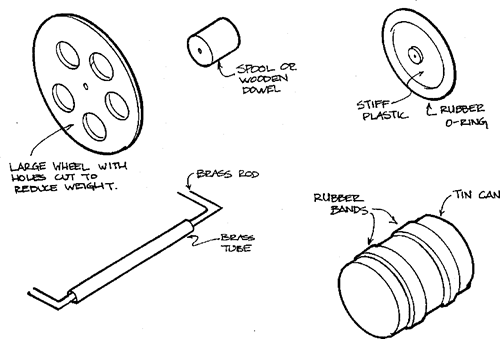 SPOOL OR
WOODEN
DOWEL
STIFF
PLASTIC
RUBBER
O-RING
LARGE WHEEL WITH
HOLES CUT TO
REDUCE WEIGHT.
BRASS ROD
BRASS
TUBE
RUBBER
BANDS
TIN CAN